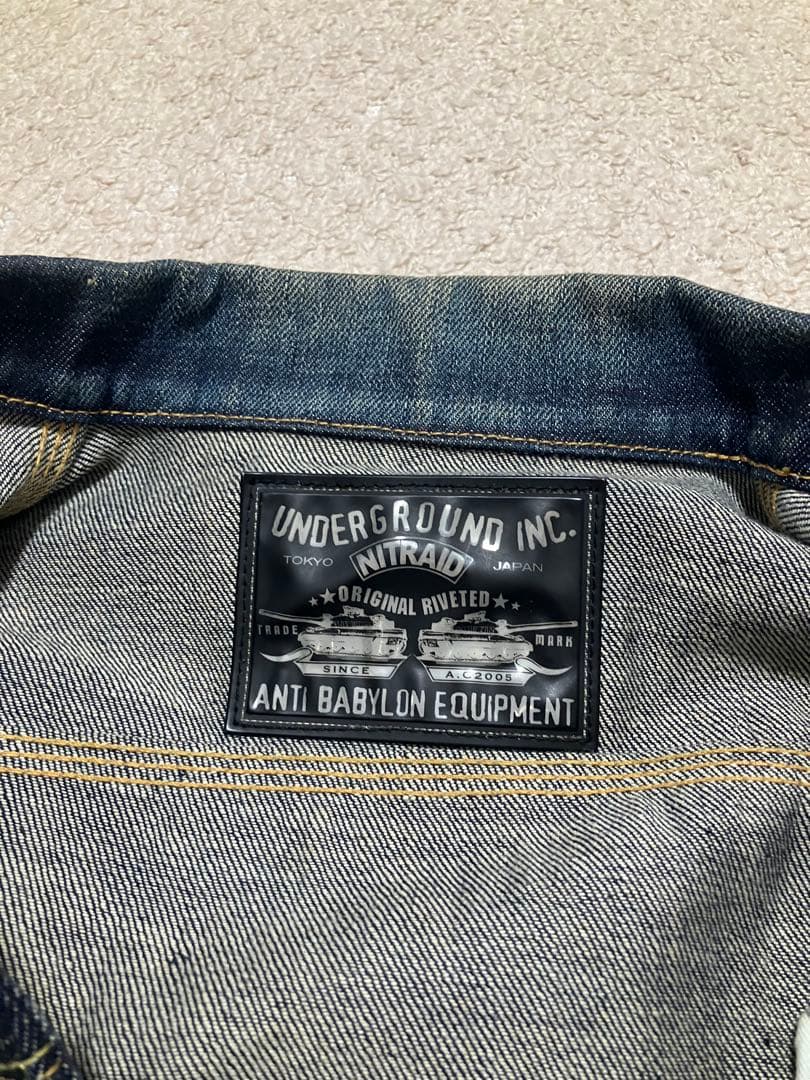 UNDERGROUND INC.
TOKYO NITRAID JAPAN
★★ORIGINAL RIVETED★★
TRADE MARK
SINCE A.C2005
ANTI BABYLON EQUIPMENT